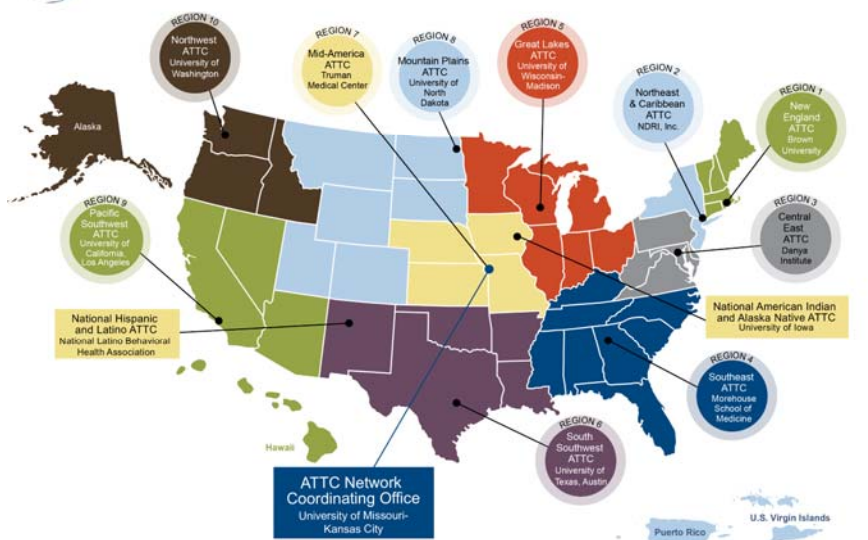 REGION 10
Northwest
ATTC
University of
Washington
REGION 7
Mid-America
ATTC
Truman
Medical Center
REGION 8
Mountain Plains
ATTC
University of
North
Dakota
REGION 5
Great Lakes
ATTC
University of
Wisconsin-
Madison
REGION 2
Northeast
& Caribbean
ATTC
NDRI, Inc.
REGION 1
New
England
ATTC
Brown
University
Alaska
REGION 9
Pacific
Southwest
ATTC
University of
California,
Los Angeles
REGION 3
Central
East
ATTC
Danya
Institute
National Hispanic
and Latino ATTC
National Latino Behavioral
Health Association
National American Indian
and Alaska Native ATTC
University of Iowa
REGION 4
Southeast
ATTC
Morehouse
School of
Medicine
Hawaii
REGION 6
South
Southwest
ATTC
University of
Texas, Austin
ATTC Network
Coordinating Office
University of Missouri-
Kansas City
U.S. Virgin Islands
Puerto Rico